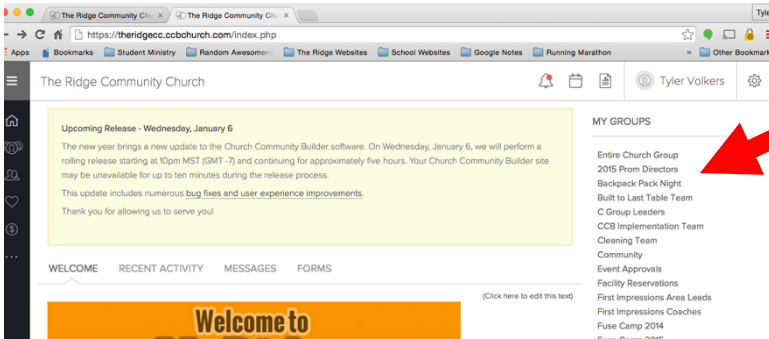 The Ridge Community Chu
The Ridge Community Chu
Tyler
https://theridgecc.ccbchurch.com/index.php
Apps
Bookmarks
Student Ministry
Random Awesomene
The Ridge Websites
School Websites
Google Notes
Running Marathon
»
Other Bookmark
The Ridge Community Church
Tyler Volkers
Upcoming Release - Wednesday, January 6
The new year brings a new update to the Church Community Builder software. On Wednesday, January 6, we will perform a
rolling release starting at 10pm MST (GMT -7) and continuing for approximately five hours. Your Church Community Builder site
may be unavailable for up to ten minutes during the release process.
This update includes numerous bug fixes and user experience improvements.
Thank you for allowing us to serve you!
WELCOME
RECENT ACTIVITY
MESSAGES
FORMS
(Click here to edit this text)
Welcome to
MY GROUPS
Entire Church Group
2015 Prom Directors
Backpack Pack Night
Built to Last Table Team
C Group Leaders
CCB Implementation Team
Cleaning Team
Community
Event Approvals
Facility Reservations
First Impressions Area Leads
First Impressions Coaches
Fuse Camp 2014